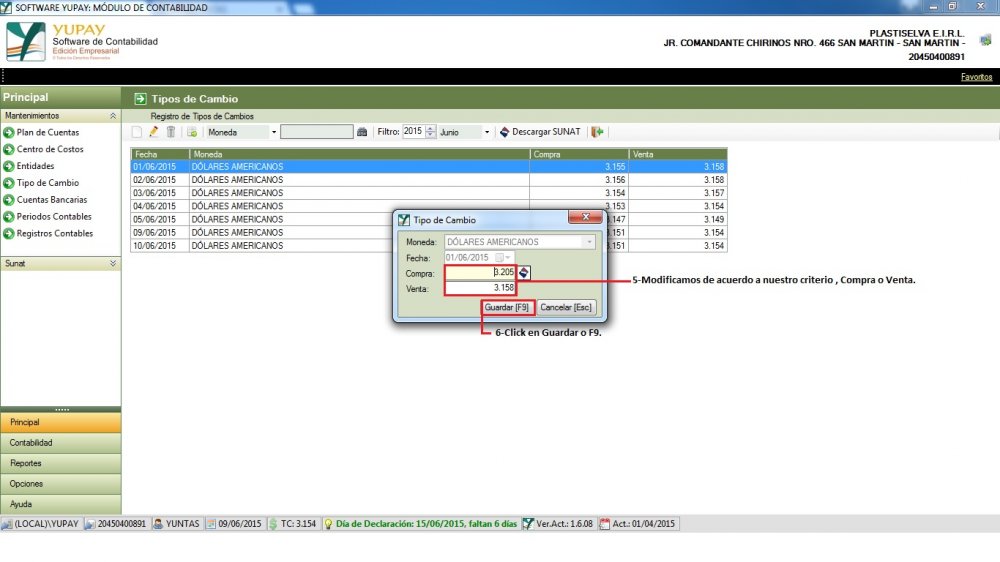 SOFTWARE YUPAY: MÓDULO DE CONTABILIDAD
YUPAY
Software de Contabilidad
Edición Empresarial
© Todos los Derechos Reservados
PLASTISELVA E.I.R.L.
JR. COMANDANTE CHIRINOS NRO. 466 SAN MARTIN - SAN MARTIN -
20450400891
Favoritos
Principal
Tipos de Cambio
Mantenimientos
Registro de Tipos de Cambios
Plan de Cuentas
Centro de Costos
Entidades
Tipo de Cambio
Cuentas Bancarias
Periodos Contables
Registros Contables
Sunat
Moneda
Filtro: 2015 Junio
Descargar SUNAT
Fecha Moneda Compra Venta
01/06/2015 DÓLARES AMERICANOS 3.155 3.158
02/06/2015 DÓLARES AMERICANOS 3.156 3.158
03/06/2015 DÓLARES AMERICANOS 3.154 3.157
04/06/2015 DÓLARES AMERICANOS 3.153 3.154
05/06/2015 DÓLARES AMERICANOS 3.147 3.149
09/06/2015 DÓLARES AMERICANOS 3.151 3.154
10/06/2015 DÓLARES AMERICANOS 3.151 3.154
Tipo de Cambio
Moneda: DÓLARES AMERICANOS
Fecha: 01/06/2015
Compra: 3.205
Venta: 3.158
Guardar [F9] Cancelar [Esc]
5-Modificamos de acuerdo a nuestro criterio , Compra o Venta.
6-Click en Guardar o F9.
Principal
Contabilidad
Reportes
Opciones
Ayuda
(LOCAL)\YUPAY 20450400891 YUNTAS 09/06/2015 TC: 3.154 Día de Declaración: 15/06/2015, faltan 6 días Ver.Act.: 1.6.08 Act.: 01/04/2015